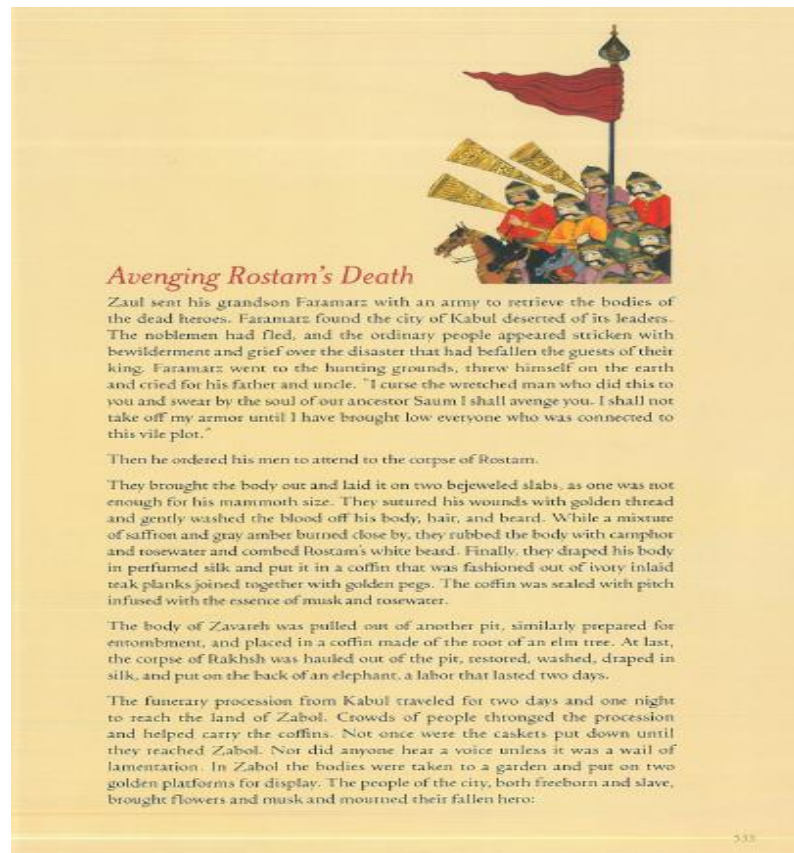 Avenging Rostam's Death
Zaul sent his grandson Faramarz with an army to retrieve the bodies of
the dead heroes. Faramarz found the city of Kabul deserted of its leaders.
The noblemen had fled, and the ordinary people appeared stricken with
bewilderment and grief over the disaster that had befallen the guests of their
king. Faramarz went to the hunting grounds, threw himself on the earth
and cried for his father and uncle. "I curse the wretched man who did this to
you and swear by the soul of our ancestor Saum I shall avenge you. I shall not
take off my armor until I have brought low everyone who was connected to
this vile plot."
Then he ordered his men to attend to the corpse of Rostam.
They brought the body out and laid it on two bejeweled slabs, as one was not
enough for his mammoth size. They sutured his wounds with golden thread
and gently washed the blood off his body, hair, and beard. While a mixture
of saffron and gray amber burned close by, they rubbed the body with camphor
and rosewater and combed Rostam's white beard. Finally, they draped his body
in perfumed silk and put it in a coffin that was fashioned out of ivory inlaid
teak planks joined together with golden pegs. The coffin was sealed with pitch
infused with the essence of musk and rosewater.
The body of Zavareh was pulled out of another pit, similarly prepared for
entombment, and placed in a coffin made of the root of an elm tree. At last,
the corpse of Rakhsh was hauled out of the pit, restored, washed, draped in
silk, and put on the back of an elephant, a labor that lasted two days.
The funerary procession from Kabul traveled for two days and one night
to reach the land of Zabol. Crowds of people thronged the procession
and helped carry the coffins. Not once were the caskets put down until
they reached Zabol. Nor did anyone hear a voice unless it was a wail of
lamentation. In Zabol the bodies were taken to a garden and put on two
golden platforms for display. The people of the city, both freeborn and slave,
brought flowers and musk and mourned their fallen hero:
533